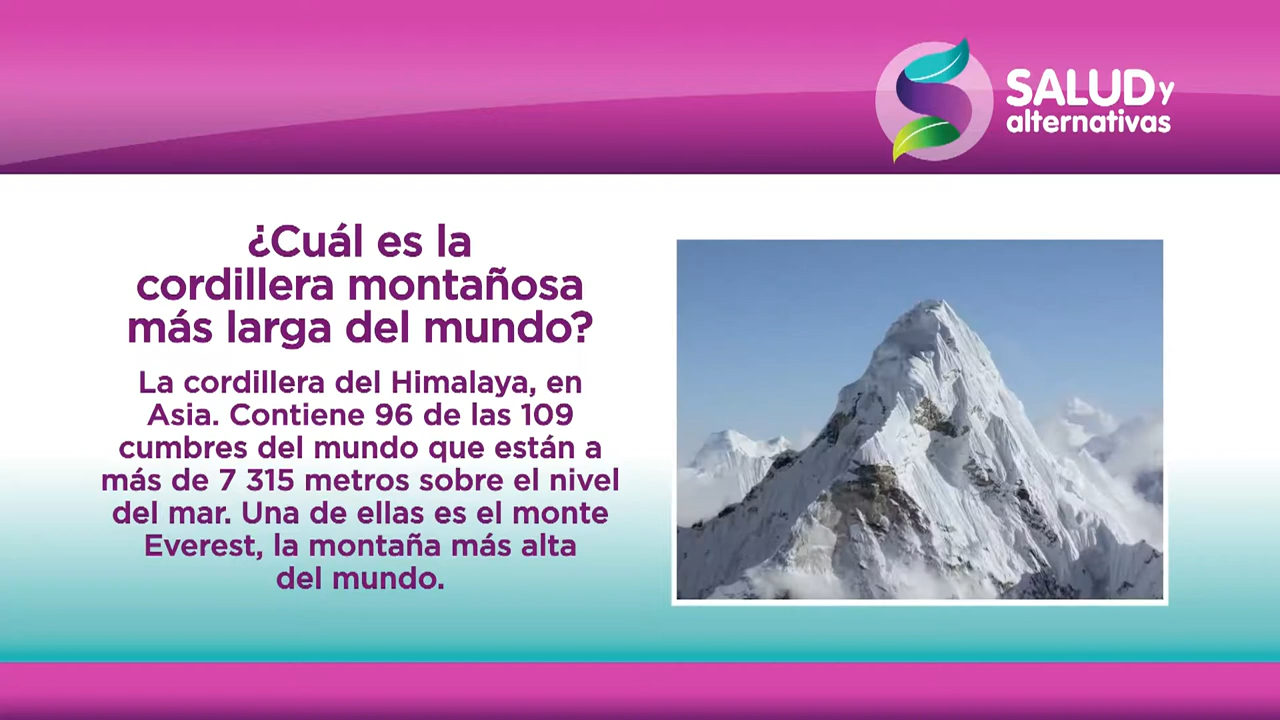 SALUD y
alternativas
¿Cuál es la
cordillera montañosa
más larga del mundo?
La cordillera del Himalaya, en
Asia. Contiene 96 de las 109
cumbres del mundo que están a
más de 7 315 metros sobre el nivel
del mar. Una de ellas es el monte
Everest, la montaña más alta
del mundo.